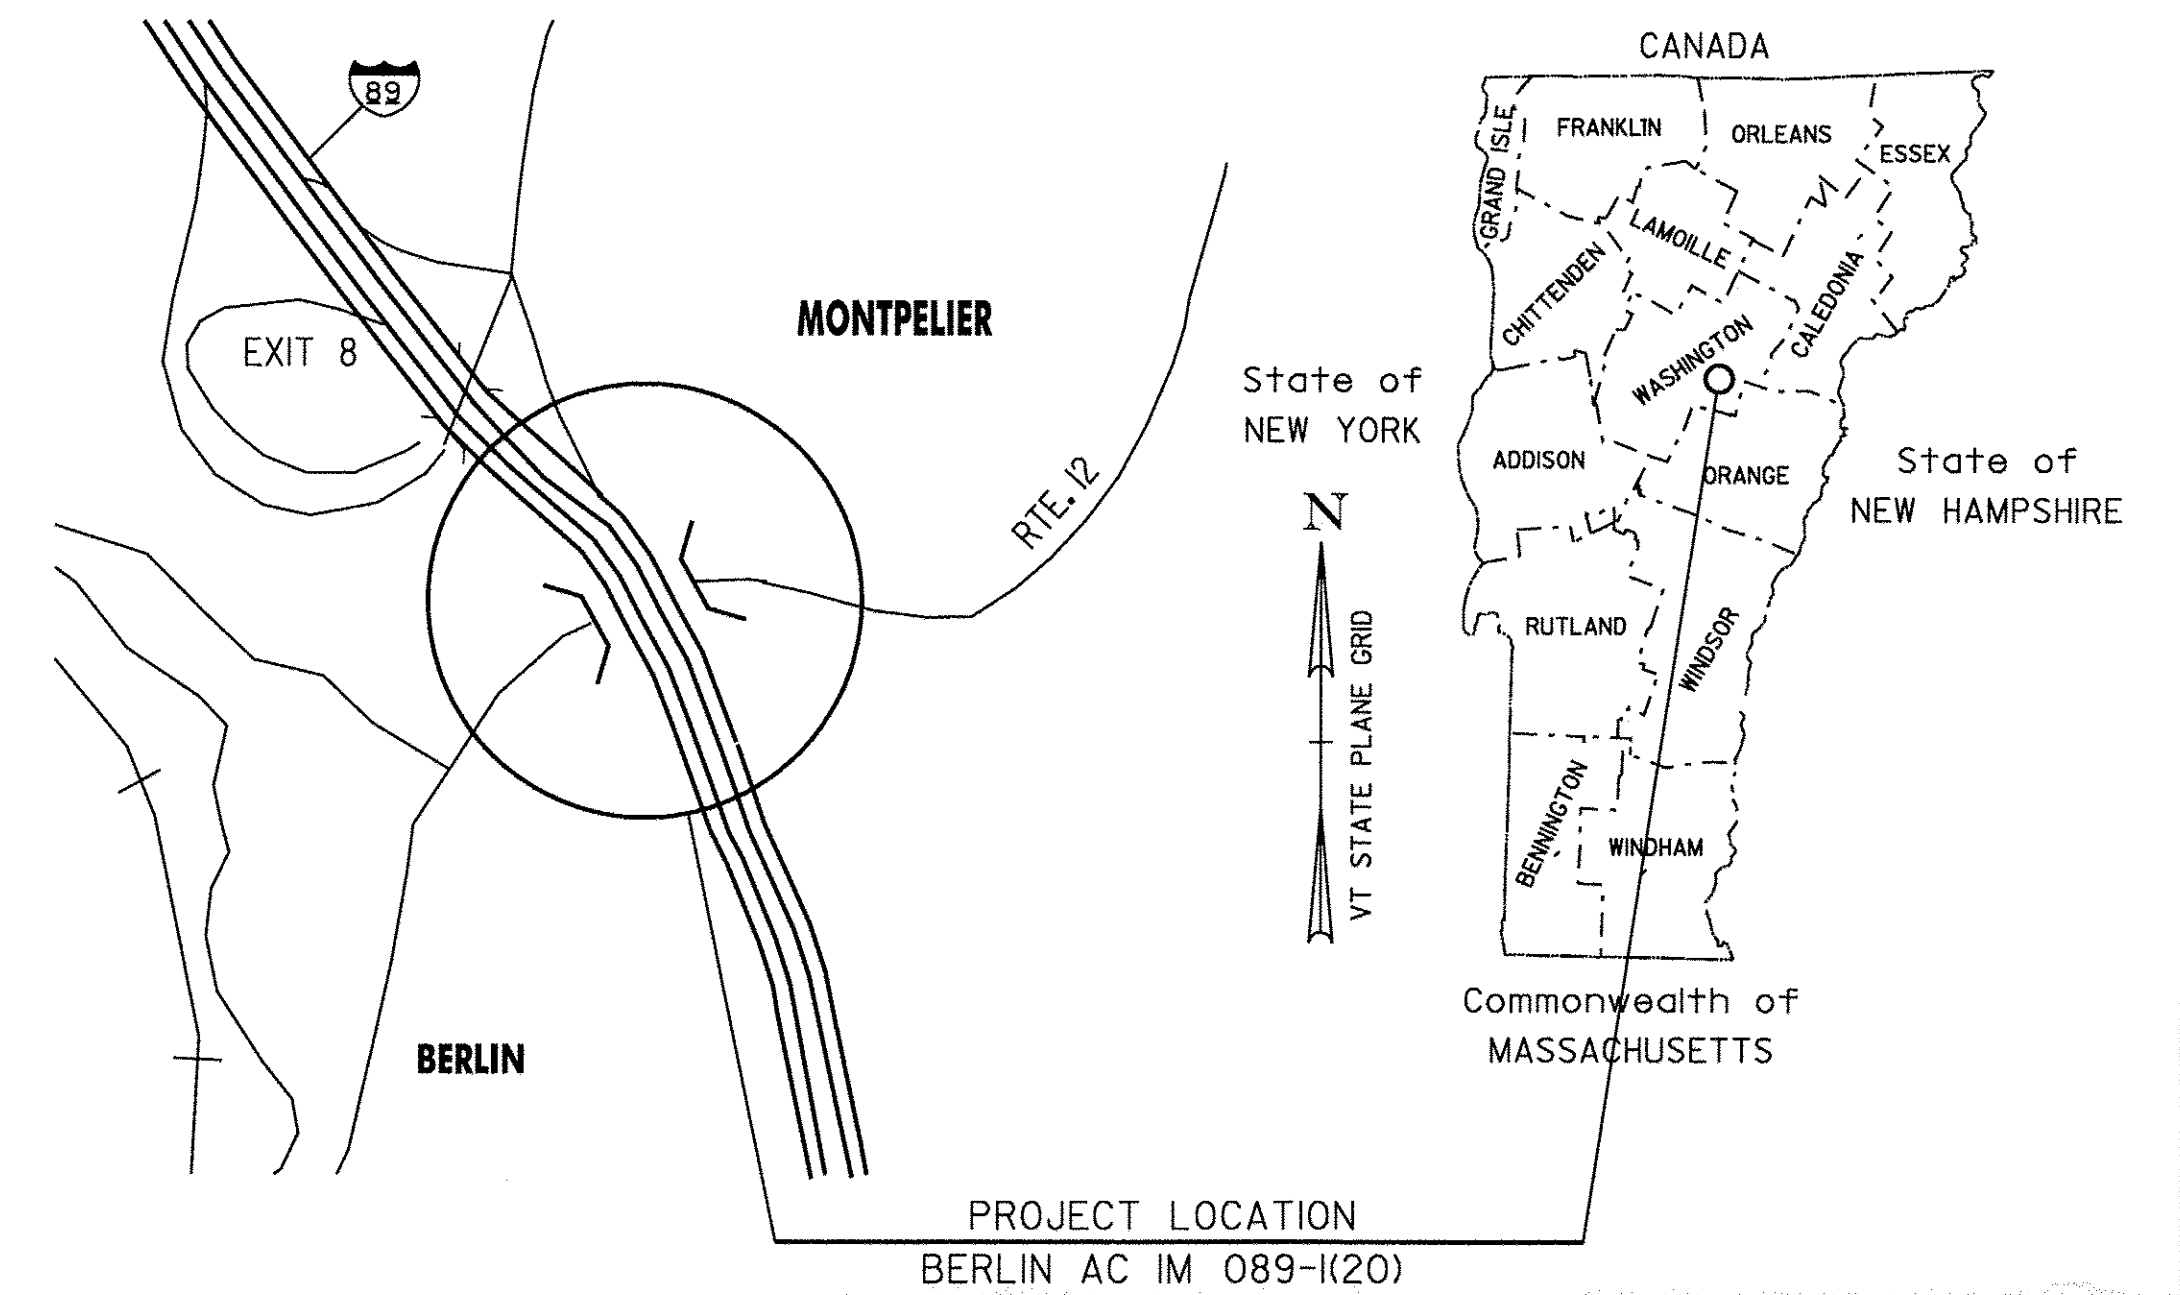 89
EXIT 8
MONTPELIER
RTE. 12
BERLIN
CANADA
GRAND ISLE
FRANKLIN
ORLEANS
ESSEX
LAMOILLE
CHITTENDEN
CALEDONIA
WASHINGTON
State of
NEW YORK
ADDISON
ORANGE
State of
NEW HAMPSHIRE
N
VT STATE PLANE GRID
RUTLAND
WINDSOR
BENNINGTON
WINDHAM
Commonwealth of
MASSACHUSETTS
PROJECT LOCATION
BERLIN AC IM 089-1(20)